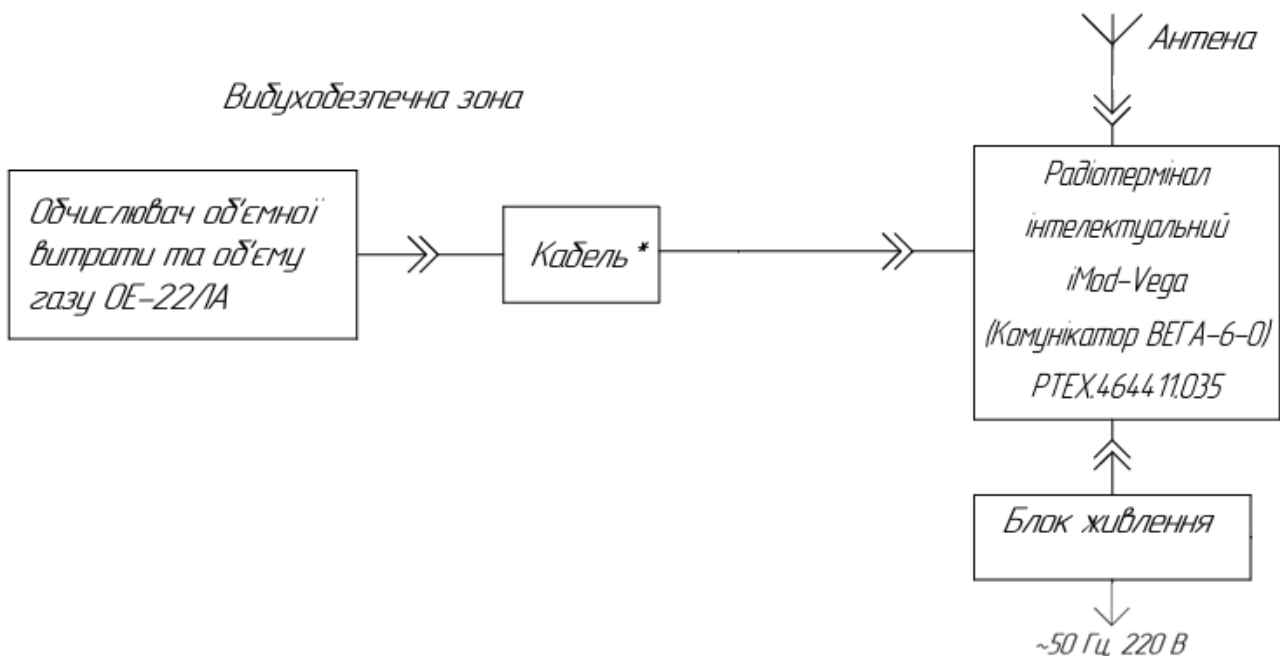 Антена
Вибухобезпечна зона
Обчислювач об'ємної
витрати та об'єму
газу ОЕ-22ЛА
Кабель *
Радіотермінал
інтелектуальний
iMod-Vega
(Комунікатор ВЕГА-6-0)
РТЕХ.464411.035
Блок живлення
~50 Гц, 220 В